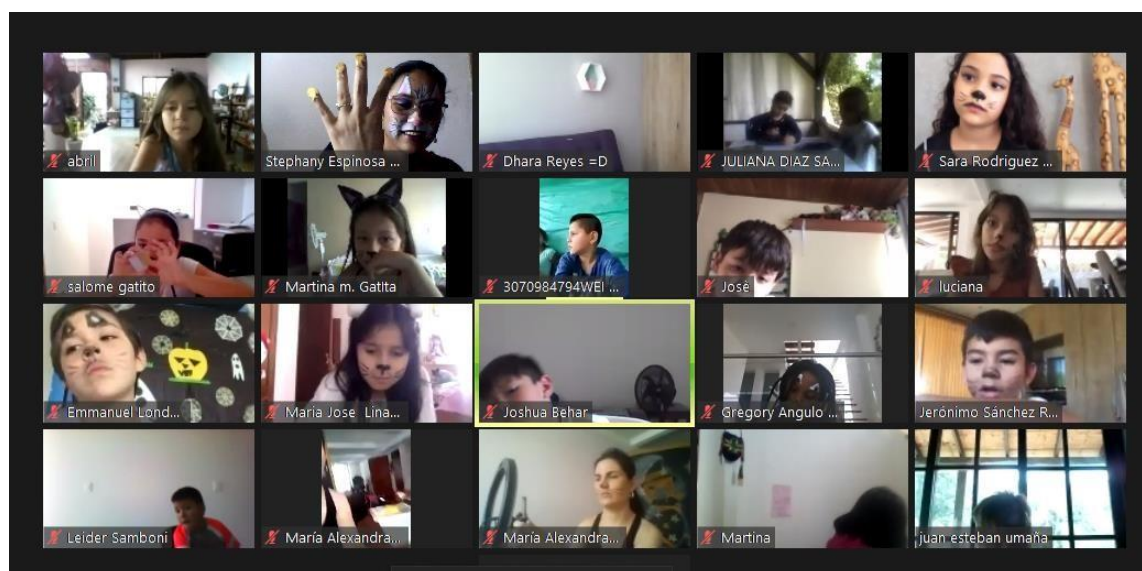 abril
Stephany Espinosa ...
Dhara Reyes =D
JULIANA DIAZ SA...
Sara Rodriguez ...
salome gatito
Martina m. Gatita
3070984794WEI ...
Josè
luciana
Emmanuel Lond...
Maria Jose Lina...
Joshua Behar
Gregory Angulo ...
Jerónimo Sánchez R...
Leider Samboni
María Alexandra...
María Alexandra...
Martina
juan esteban umaña